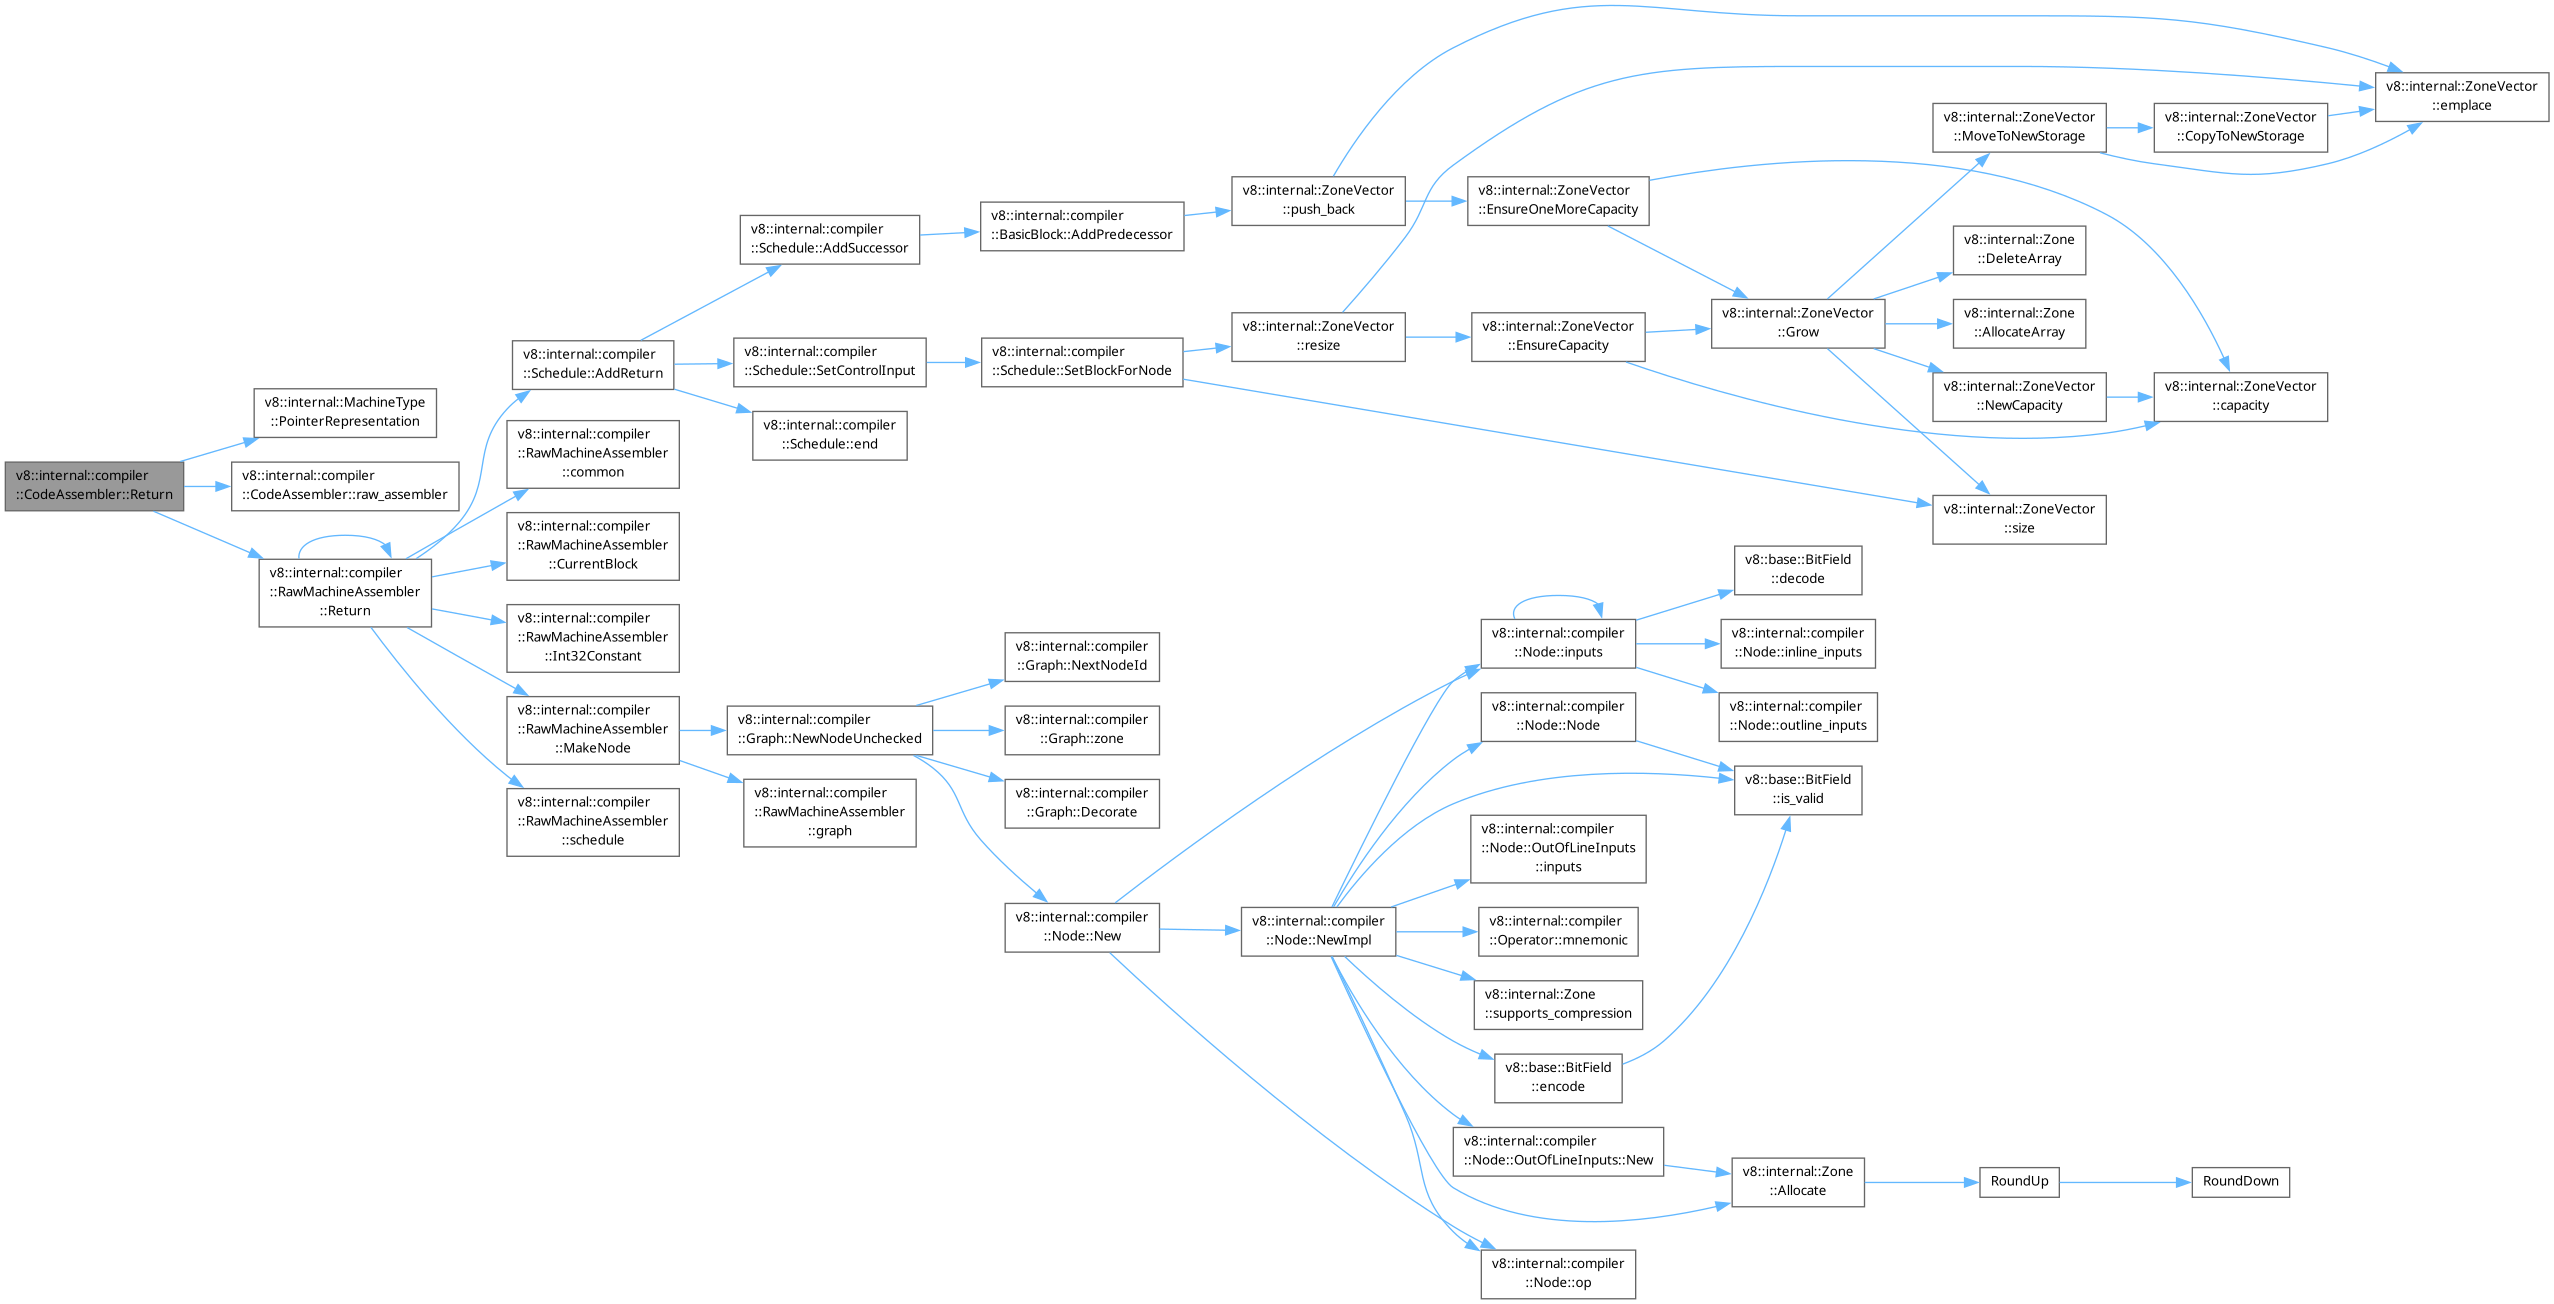 v8::internal::compiler
::CodeAssembler::Return
v8::internal::MachineType
::PointerRepresentation
v8::internal::compiler
::CodeAssembler::raw_assembler
v8::internal::compiler
::RawMachineAssembler
::Return
v8::internal::compiler
::Schedule::AddReturn
v8::internal::compiler
::RawMachineAssembler
::common
v8::internal::compiler
::RawMachineAssembler
::CurrentBlock
v8::internal::compiler
::RawMachineAssembler
::Int32Constant
v8::internal::compiler
::RawMachineAssembler
::MakeNode
v8::internal::compiler
::RawMachineAssembler
::schedule
v8::internal::compiler
::Schedule::AddSuccessor
v8::internal::compiler
::Schedule::SetControlInput
v8::internal::compiler
::Schedule::end
v8::internal::compiler
::Graph::NewNodeUnchecked
v8::internal::compiler
::RawMachineAssembler
::graph
v8::internal::compiler
::BasicBlock::AddPredecessor
v8::internal::compiler
::Schedule::SetBlockForNode
v8::internal::compiler
::Graph::NextNodeId
v8::internal::compiler
::Graph::zone
v8::internal::compiler
::Graph::Decorate
v8::internal::compiler
::Node::New
v8::internal::ZoneVector
::push_back
v8::internal::ZoneVector
::resize
v8::internal::compiler
::Node::NewImpl
v8::internal::ZoneVector
::EnsureOneMoreCapacity
v8::internal::ZoneVector
::EnsureCapacity
v8::internal::compiler
::Node::inputs
v8::internal::compiler
::Node::Node
v8::internal::compiler
::Node::OutOfLineInputs
::inputs
v8::internal::compiler
::Operator::mnemonic
v8::internal::Zone
::supports_compression
v8::base::BitField
::encode
v8::internal::compiler
::Node::OutOfLineInputs::New
v8::internal::compiler
::Node::op
v8::internal::ZoneVector
::Grow
v8::base::BitField
::decode
v8::internal::compiler
::Node::inline_inputs
v8::internal::compiler
::Node::outline_inputs
v8::base::BitField
::is_valid
v8::internal::Zone
::Allocate
v8::internal::ZoneVector
::MoveToNewStorage
v8::internal::Zone
::DeleteArray
v8::internal::Zone
::AllocateArray
v8::internal::ZoneVector
::NewCapacity
v8::internal::ZoneVector
::size
RoundUp
v8::internal::ZoneVector
::CopyToNewStorage
v8::internal::ZoneVector
::capacity
RoundDown
v8::internal::ZoneVector
::emplace